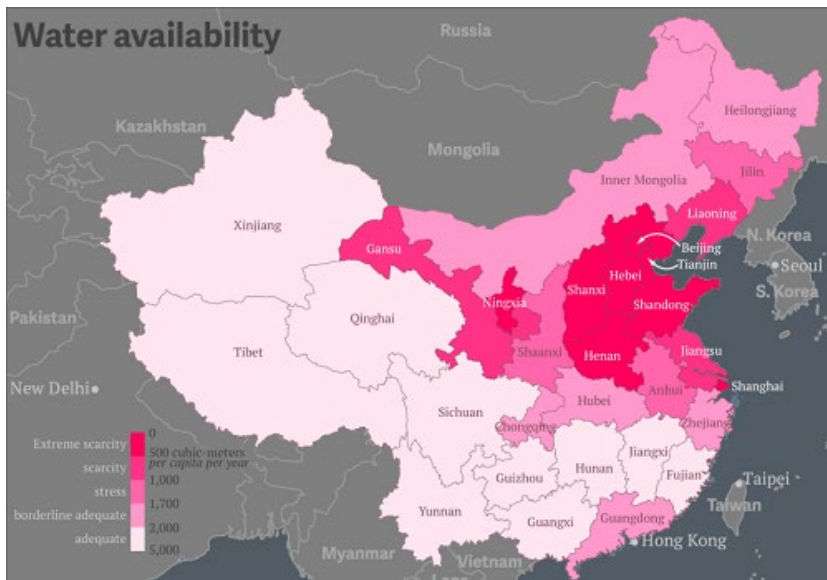 Water availability
Russia
Kazakhstan
Mongolia
Heilongjiang
Jilin
Inner Mongolia
Liaoning
Xinjiang
Gansu
N. Korea
Beijing
Tianjin
Seoul
Hebei
Shanxi
S. Korea
Ningxia
Shandong
Qinghai
Pakistan
Tibet
Shaanxi
Henan
Jiangsu
New Delhi
Sichuan
Hubei
Anhui
Shanghai
Chongqing
Zhejiang
Jiangxi
Hunan
Guizhou
Fujian
Taipei
Taiwan
Yunnan
Guangxi
Guangdong
Hong Kong
Myanmar
Vietnam
Laos
0
Extreme scarcity
500 cubic-meters
per capita per year
scarcity
1,000
stress
1,700
borderline adequate
2,000
adequate
5,000